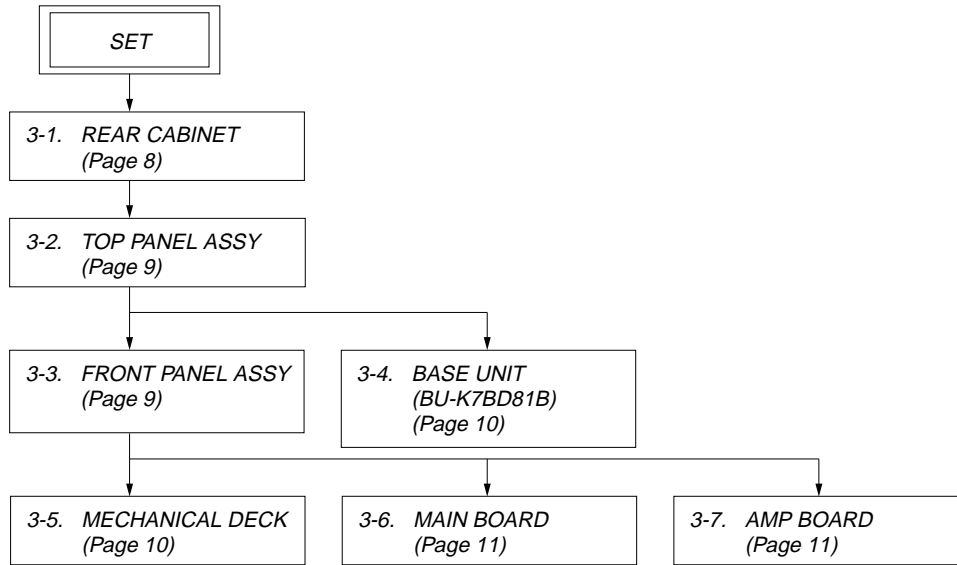 SET
3-1. REAR CABINET
(Page 8)
3-2. TOP PANEL ASSY
(Page 9)
3-3. FRONT PANEL ASSY
(Page 9)
3-4. BASE UNIT
(BU-K7BD81B)
(Page 10)
3-5. MECHANICAL DECK
(Page 10)
3-6. MAIN BOARD
(Page 11)
3-7. AMP BOARD
(Page 11)